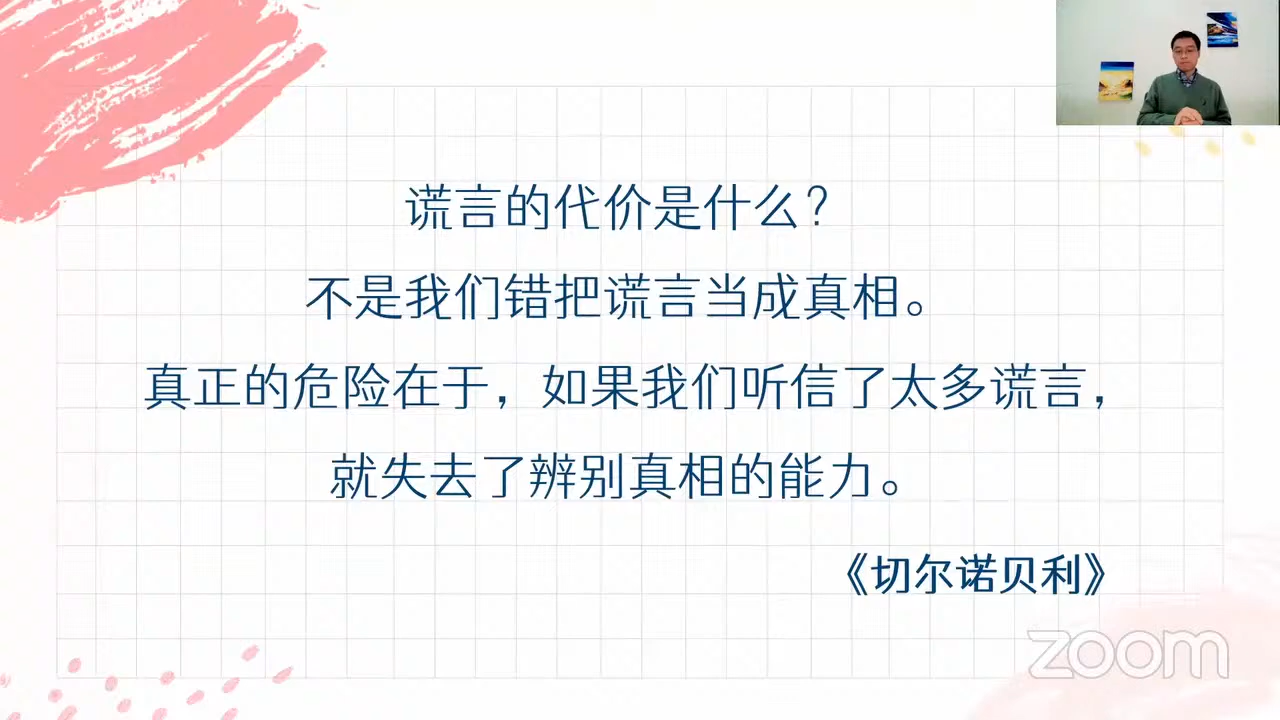 谎言的代价是什么？
不是我们错把谎言当成真相。
真正的危险在于，如果我们听信了太多谎言，
就失去了辨别真相的能力。
《切尔诺贝利》
zoom